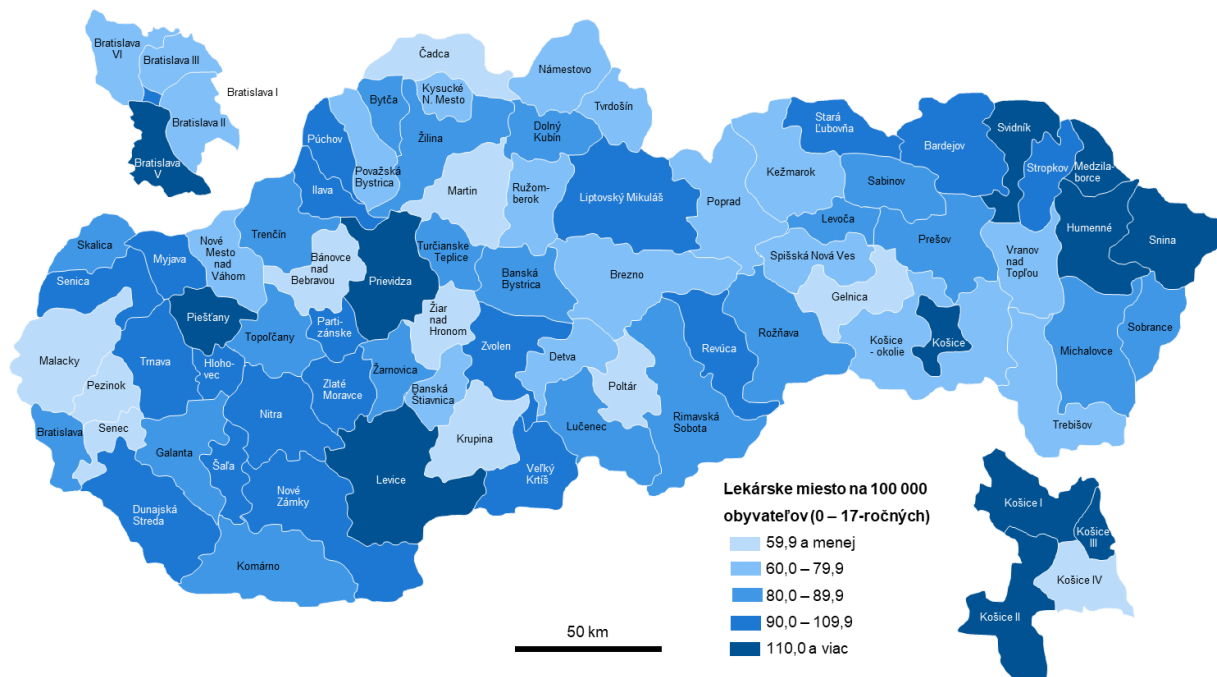 Bratislava
VI
Bratislava III
Bratislava I
Bratislava II
Bratislava
V
Čadca
Kysucké
N. Mesto
Námestovo
Tvrdošín
Bytča
Púchov
Žilina
Dolný
Kubín
Považská
Bystrica
Ilava
Martin
Ružom-
berok
Liptovský Mikuláš
Poprad
Kežmarok
Stará
Ľubovňa
Bardejov
Svidník
Stropkov
Medzila-
borce
Sabinov
Levoča
Prešov
Humenné
Snina
Vranov
nad
Topľou
Spišská Nová Ves
Gelnica
Košice
- okolie
Košice
Michalovce
Sobrance
Trebišov
Skalica
Senica
Myjava
Nové
Mesto
nad
Váhom
Trenčín
Bánovce
nad
Bebravou
Prievidza
Turčianske
Teplice
Banská
Bystrica
Brezno
Žiar
nad
Hronom
Piešťany
Topoľčany
Parti-
zánske
Malacky
Pezinok
Trnava
Hloho-
vec
Zlaté
Moravce
Žarnovica
Banská
Štiavnica
Zvolen
Detva
Poltár
Revúca
Rožňava
Rimavská
Sobota
Lučenec
Krupina
Veľký
Krtíš
Levice
Nitra
Senec
Bratislava
Galanta
Šaľa
Nové
Zámky
Dunajská
Streda
Komárno
Lekárske miesto na 100 000
obyvateľov (0 – 17-ročných)
59,9 a menej
60,0 – 79,9
80,0 – 89,9
90,0 – 109,9
110,0 a viac
50 km
Košice I
Košice
III
Košice IV
Košice II